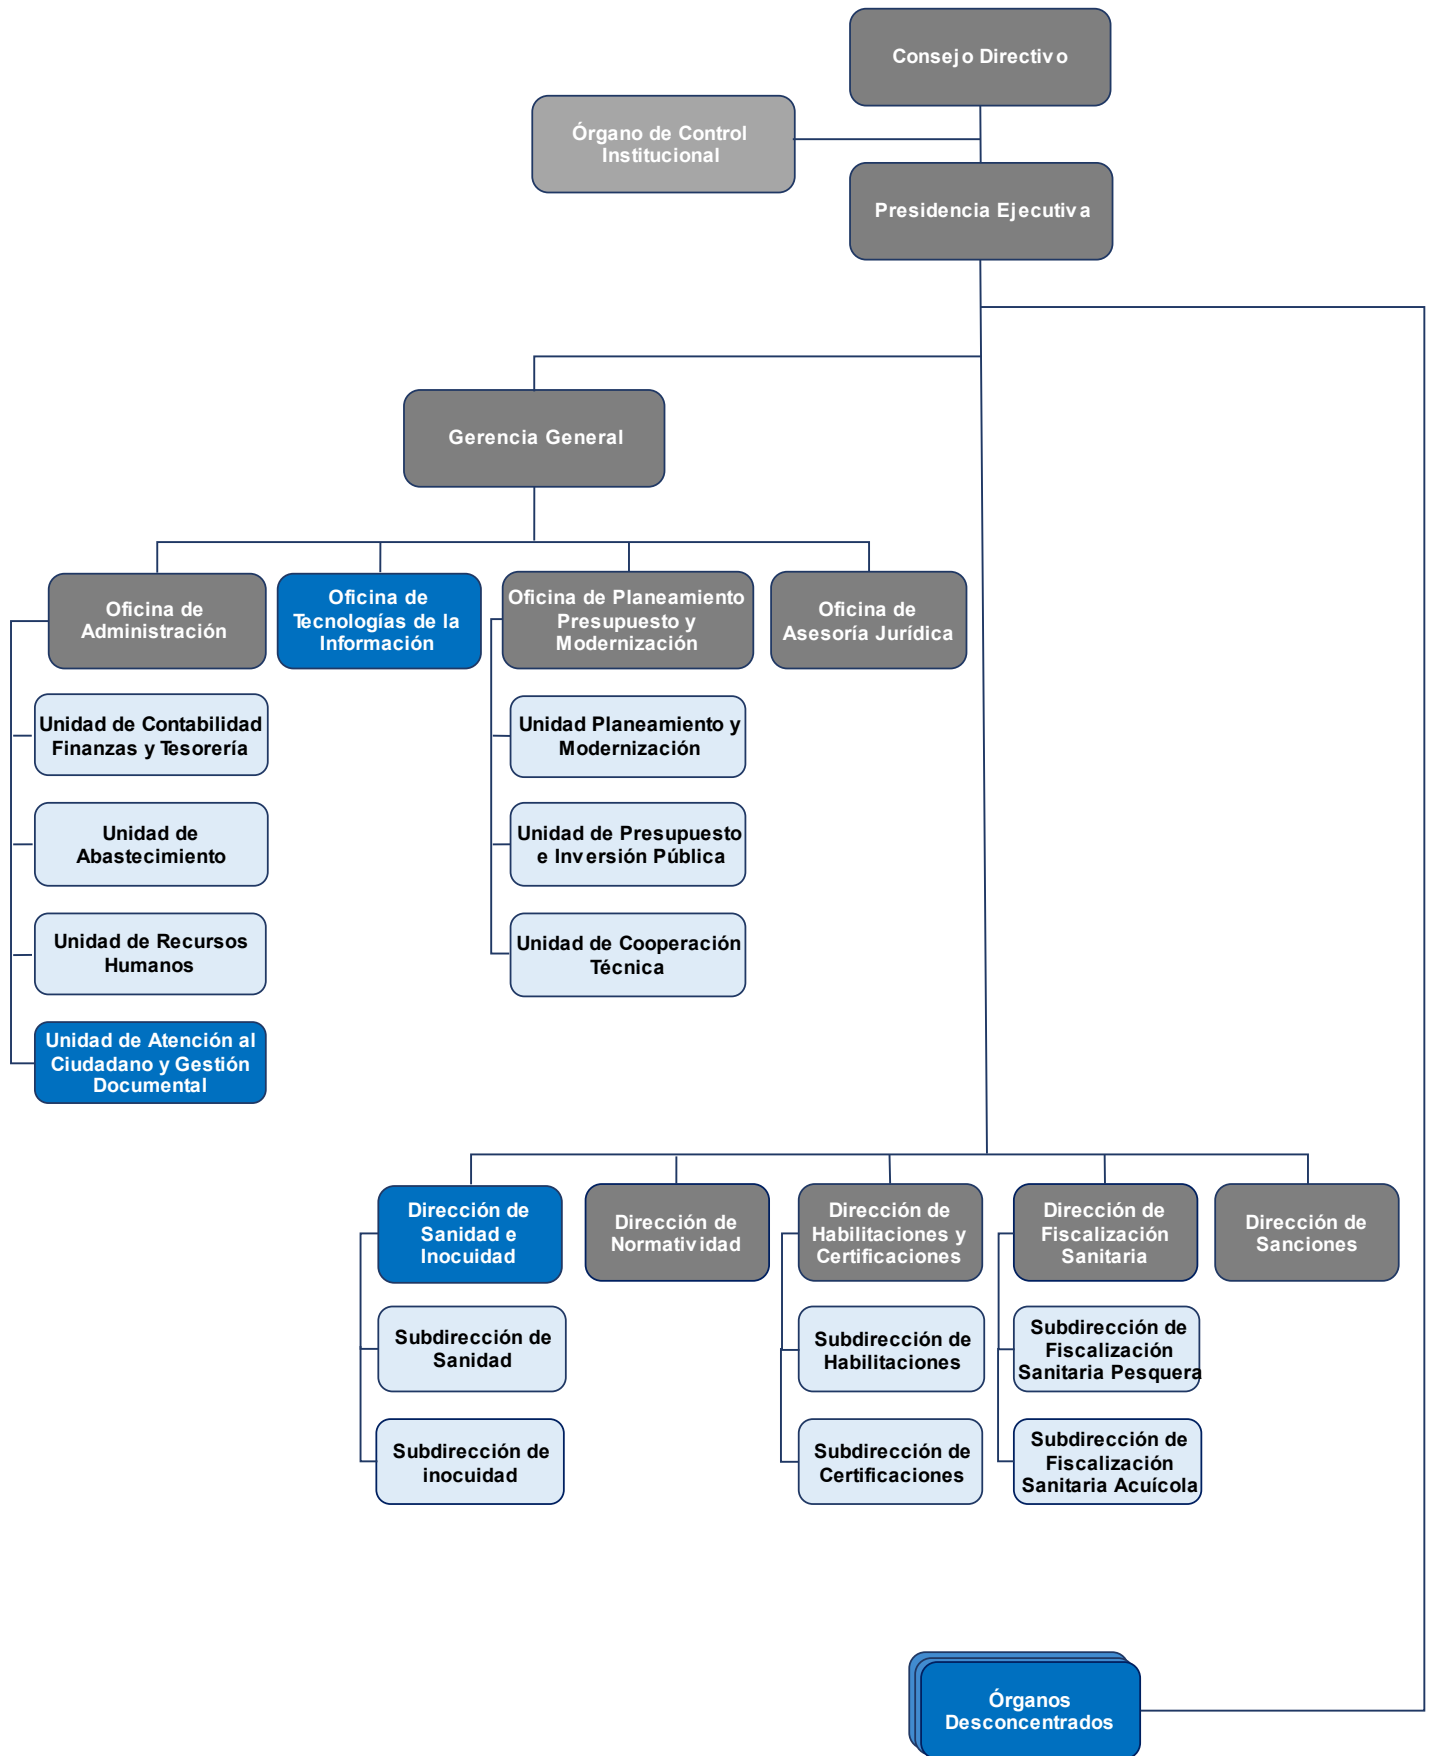 Consejo Directivo
Órgano de Control
Institucional
Presidencia Ejecutiva
Gerencia General
Oficina de
Administración
Oficina de
Tecnologías de la
Información
Oficina de Planeamiento
Presupuesto y
Modernización
Oficina de
Asesoría Jurídica
Unidad de Contabilidad
Finanzas y Tesorería
Unidad de
Abastecimiento
Unidad de Recursos
Humanos
Unidad de Atención al
Ciudadano y Gestión
Documental
Unidad Planeamiento y
Modernización
Unidad de Presupuesto
e Inversión Pública
Unidad de Cooperación
Técnica
Dirección de
Sanidad e
Inocuidad
Dirección de
Normatividad
Dirección de
Habilitaciones y
Certificaciones
Dirección de
Fiscalización
Sanitaria
Dirección de
Sanciones
Subdirección de
Sanidad
Subdirección de
inocuidad
Subdirección de
Habilitaciones
Subdirección de
Certificaciones
Subdirección de
Fiscalización
Sanitaria Pesquera
Subdirección de
Fiscalización
Sanitaria Acuícola
Órganos
Desconcentrados